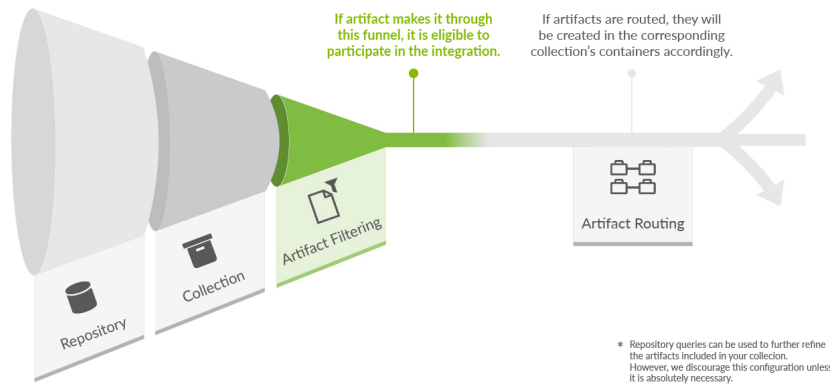 If artifact makes it through
this funnel, it is eligible to
participate in the integration.
If artifacts are routed, they will
be created in the corresponding
collection's containers accordingly.
Repository
Collection
Artifact Filtering
Artifact Routing
* Repository queries can be used to further refine
the artifacts included in your collecion.
However, we discourage this configuration unless
it is absolutely necessary.